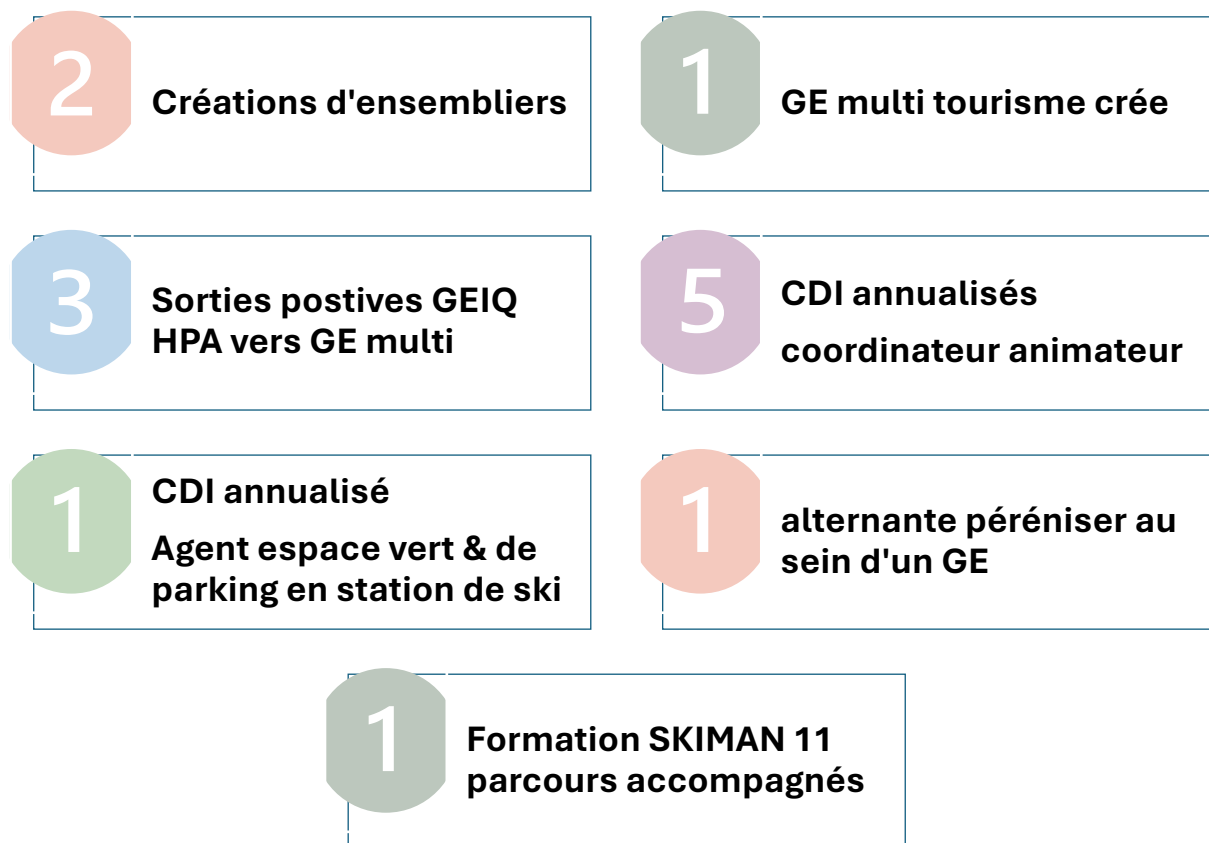 2
Créations d'ensembliers
1
GE multi tourisme crée
3
Sorties postives GEIQ
HPA vers GE multi
5
CDI annualisés
coordinateur animateur
1
CDI annualisé
Agent espace vert & de
parking en station de ski
1
alternante péréniser au
sein d'un GE
1
Formation SKIMAN 11
parcours accompagnés